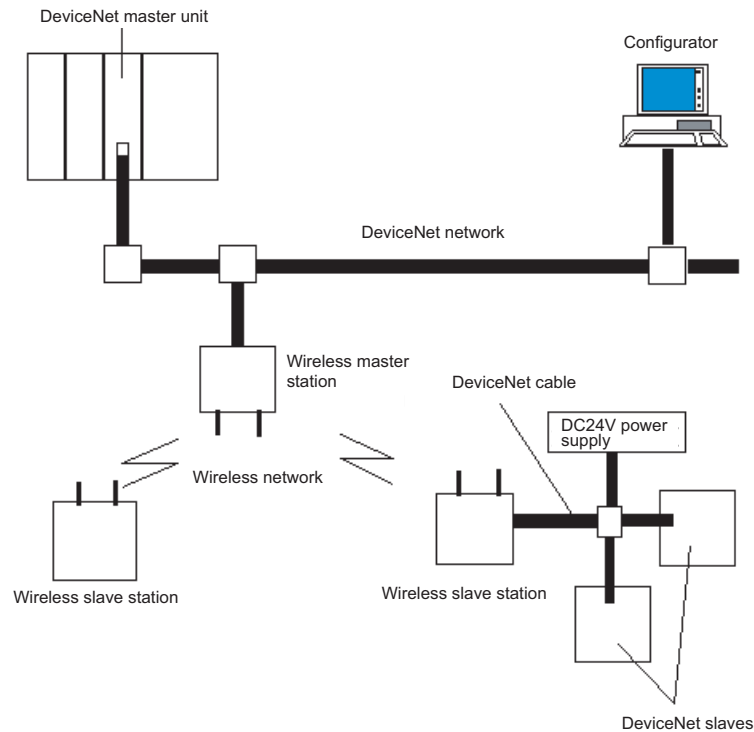 DeviceNet master unit
Configurator
DeviceNet network
Wireless master
station
DeviceNet cable
DC24V power
supply
Wireless network
Wireless slave station
Wireless slave station
DeviceNet slaves